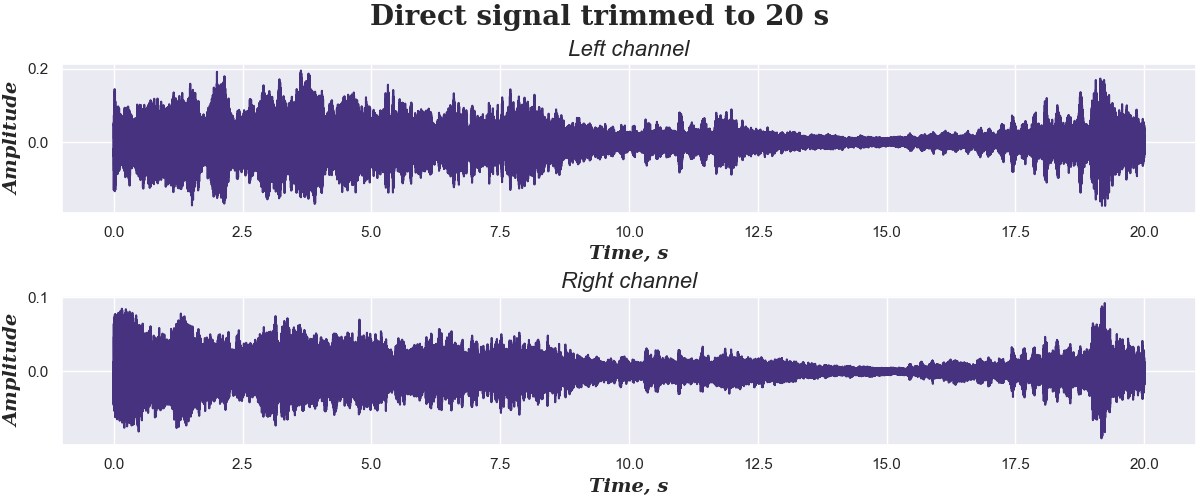 Direct signal trimmed to 20 s
Left channel
Amplitude
0.2
0.0
0.0 2.5 5.0 7.5 10.0 12.5 15.0 17.5 20.0
Time, s
Right channel
Amplitude
0.1
0.0
0.0 2.5 5.0 7.5 10.0 12.5 15.0 17.5 20.0
Time, s